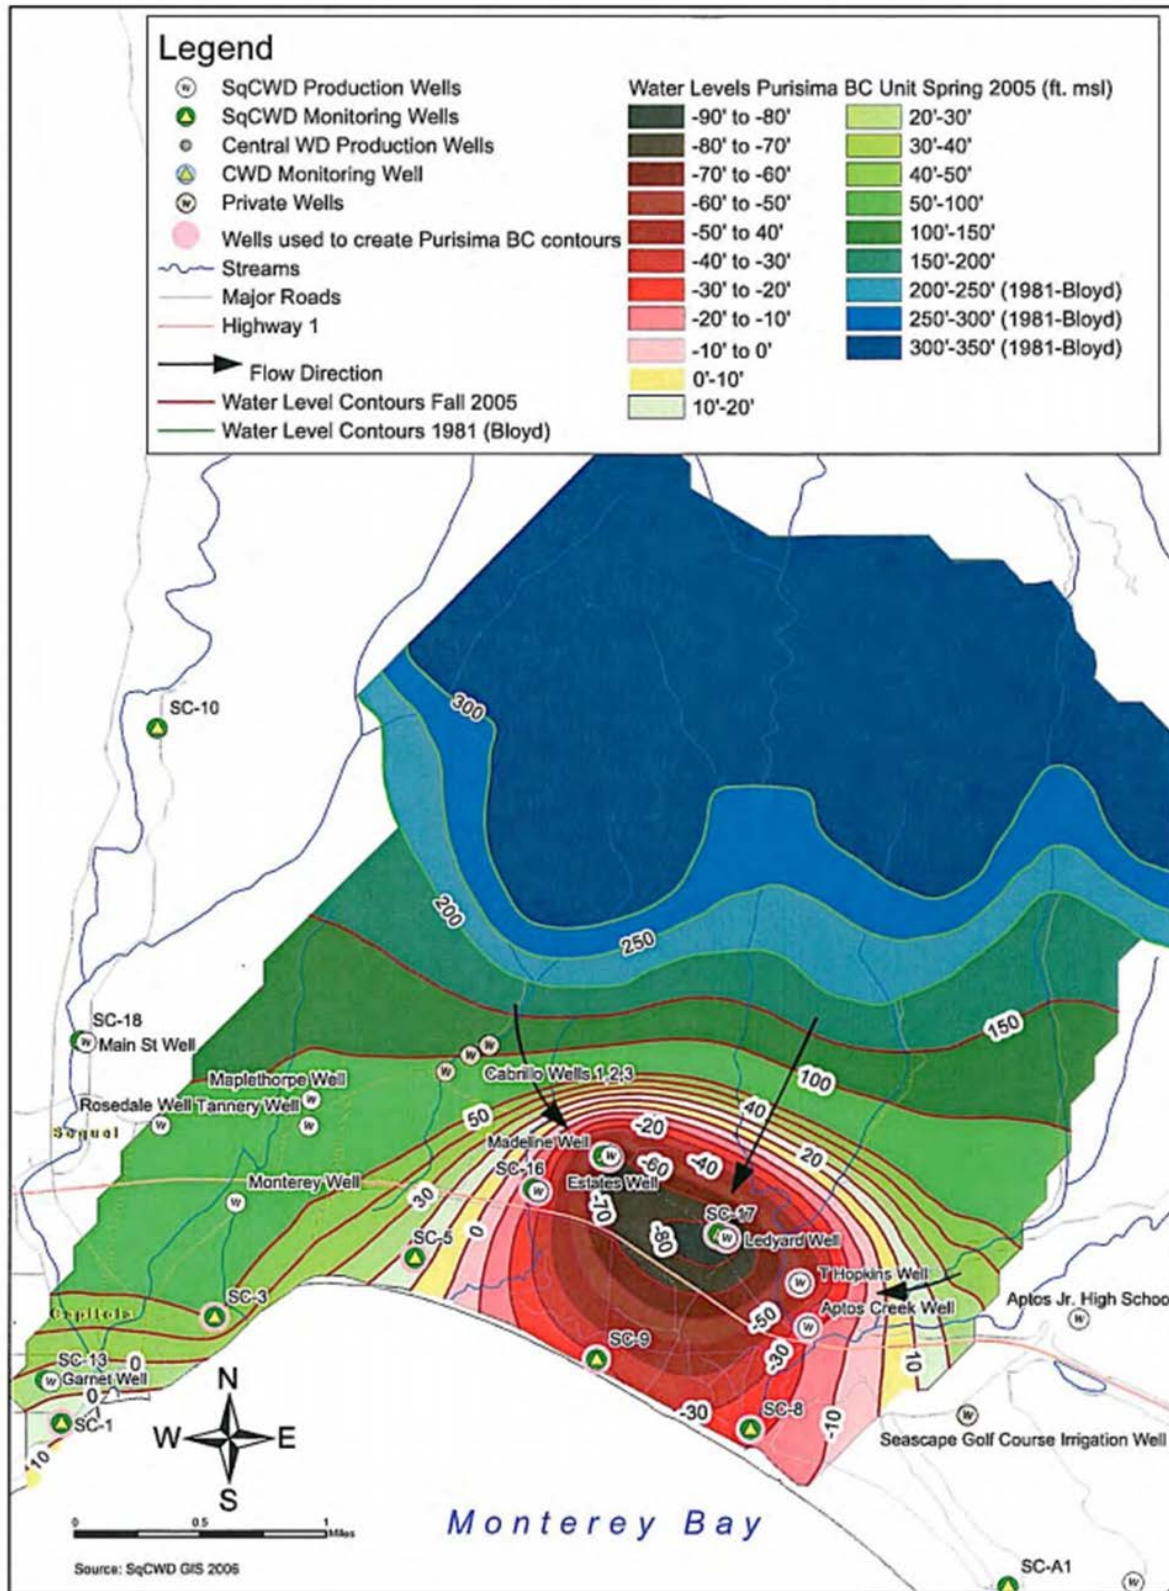 Legend
SqCWD Production Wells
SqCWD Monitoring Wells
Central WD Production Wells
CWD Monitoring Well
Private Wells
Wells used to create Purisima BC contours
Streams
Major Roads
Highway 1
Flow Direction
Water Level Contours Fall 2005
Water Level Contours 1981 (Bloyd)
Water Levels Purisima BC Unit Spring 2005 (ft. msl)
-90' to -80'
-80' to -70'
-70' to -60'
-60' to -50'
-50' to 40'
-40' to -30'
-30' to -20'
-20' to -10'
-10' to 0'
0'-10'
10'-20'
20'-30'
30'-40'
40'-50'
50'-100'
100'-150'
150'-200'
200'-250' (1981-Bloyd)
250'-300' (1981-Bloyd)
300'-350' (1981-Bloyd)
SC-10
300
200
250
150
SC-18
W Main St Well
Cabrillo Wells 1,2,3
100
Maplethorpe Well
Rosedale Well Tannery Well
Soquel
50
40
-20
20
Madeline Well
-60
-40
SC-16
Estates Well
Monterey Well
30
-70
SC-17
0
SC-5
-80
Ledyard Well
T Hopkins Well
Capitola
SC-3
Aptos Creek Well
Aptos Jr. High Schoo
-50
SC-9
-30
10
SC-13
0
Garnet Well
0
SC-1
-30
SC-8
-10
Seascape Golf Course Irrigation Well
10
N
W E
S
0 0.5 1
Miles
Monterey Bay
Source: SqCWD GIS 2006
SC-A1